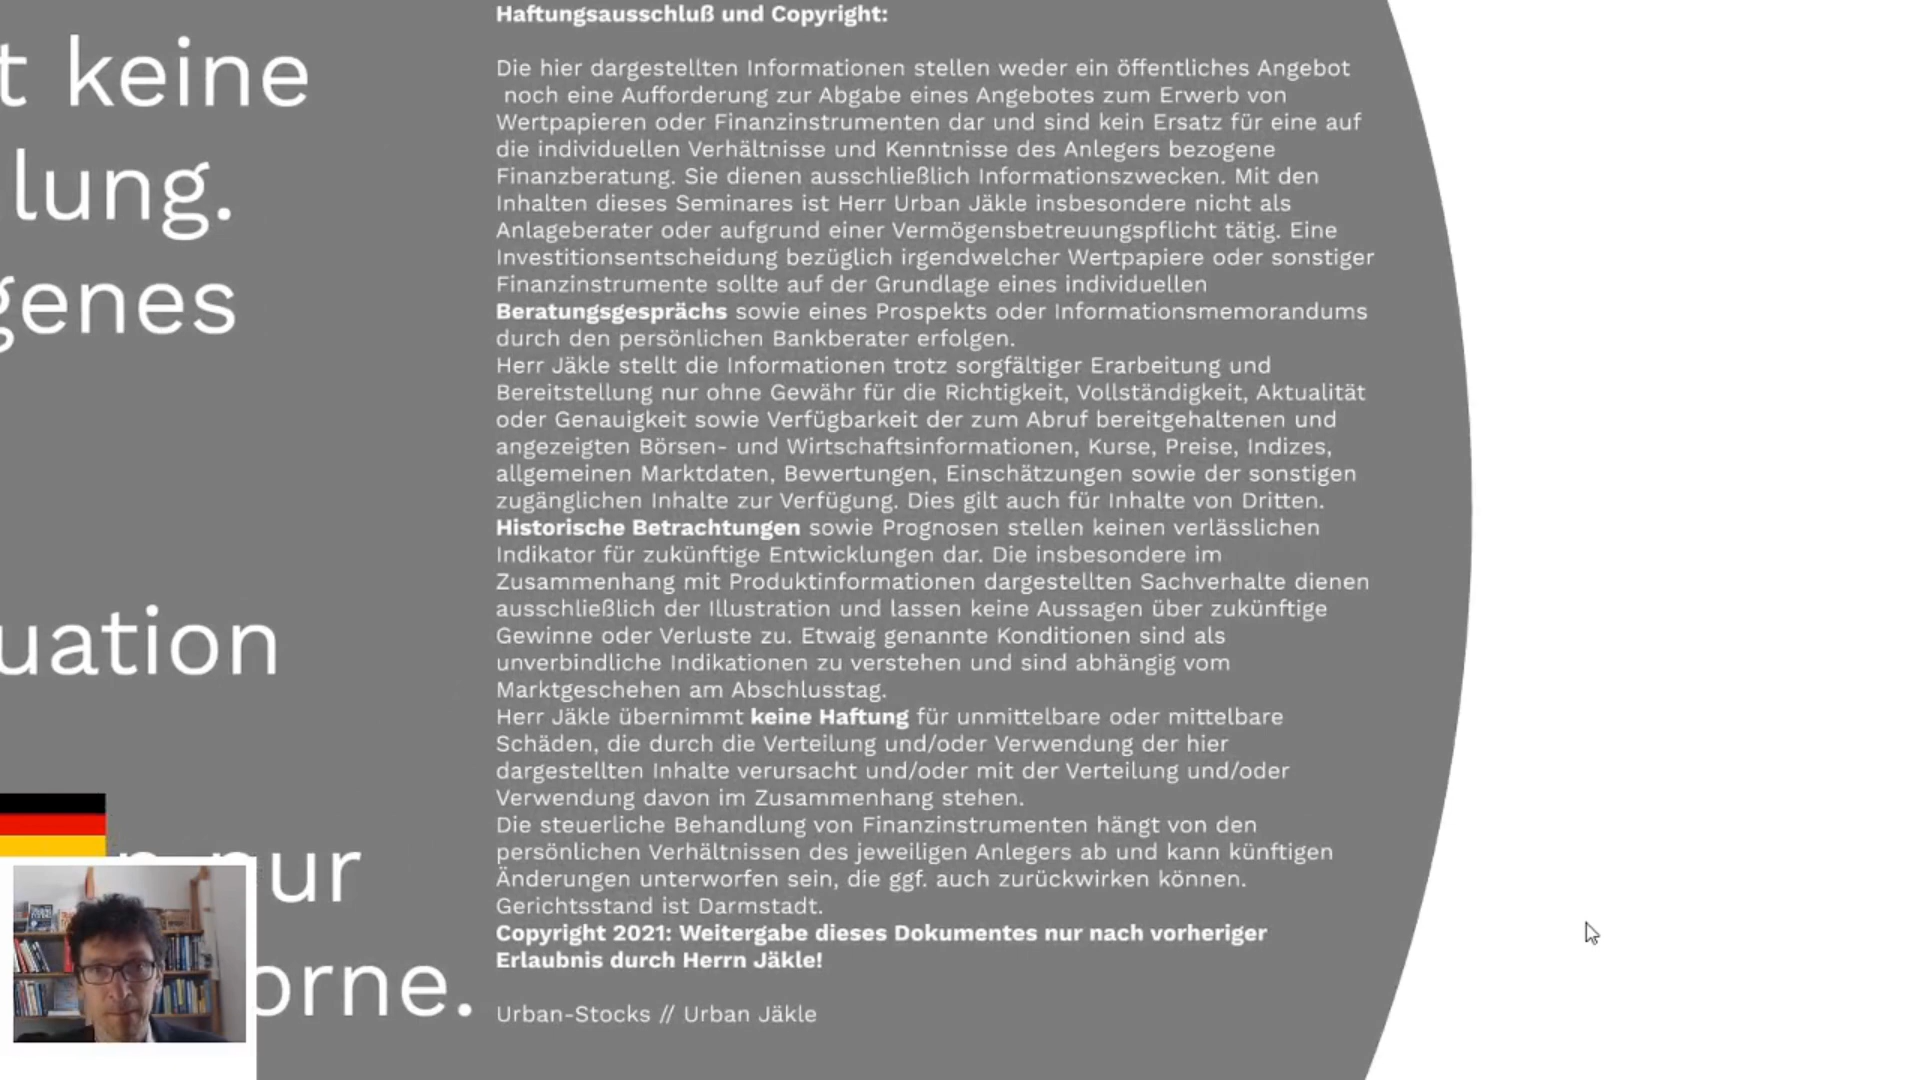 t keine
lung.
genes
uation
nur
orne.
Haftungsausschluß und Copyright:
Die hier dargestellten Informationen stellen weder ein öffentliches Angebot
noch eine Aufforderung zur Abgabe eines Angebotes zum Erwerb von
Wertpapieren oder Finanzinstrumenten dar und sind kein Ersatz für eine auf
die individuellen Verhältnisse und Kenntnisse des Anlegers bezogene
Finanzberatung. Sie dienen ausschließlich Informationszwecken. Mit den
Inhalten dieses Seminares ist Herr Urban Jäkle insbesondere nicht als
Anlageberater oder aufgrund einer Vermögensbetreuungspflicht tätig. Eine
Investitionsentscheidung bezüglich irgendwelcher Wertpapiere oder sonstiger
Finanzinstrumente sollte auf der Grundlage eines individuellen
Beratungsgesprächs sowie eines Prospekts oder Informationsmemorandums
durch den persönlichen Bankberater erfolgen.
Herr Jäkle stellt die Informationen trotz sorgfältiger Erarbeitung und
Bereitstellung nur ohne Gewähr für die Richtigkeit, Vollständigkeit, Aktualität
oder Genauigkeit sowie Verfügbarkeit der zum Abruf bereitgehaltenen und
angezeigten Börsen- und Wirtschaftsinformationen, Kurse, Preise, Indizes,
allgemeinen Marktdaten, Bewertungen, Einschätzungen sowie der sonstigen
zugänglichen Inhalte zur Verfügung. Dies gilt auch für Inhalte von Dritten.
Historische Betrachtungen sowie Prognosen stellen keinen verlässlichen
Indikator für zukünftige Entwicklungen dar. Die insbesondere im
Zusammenhang mit Produktinformationen dargestellten Sachverhalte dienen
ausschließlich der Illustration und lassen keine Aussagen über zukünftige
Gewinne oder Verluste zu. Etwaig genannte Konditionen sind als
unverbindliche Indikationen zu verstehen und sind abhängig vom
Marktgeschehen am Abschlusstag.
Herr Jäkle übernimmt keine Haftung für unmittelbare oder mittelbare
Schäden, die durch die Verteilung und/oder Verwendung der hier
dargestellten Inhalte verursacht und/oder mit der Verteilung und/oder
Verwendung davon im Zusammenhang stehen.
Die steuerliche Behandlung von Finanzinstrumenten hängt von den
persönlichen Verhältnissen des jeweiligen Anlegers ab und kann künftigen
Änderungen unterworfen sein, die ggf. auch zurückwirken können.
Gerichtsstand ist Darmstadt.
Copyright 2021: Weitergabe dieses Dokumentes nur nach vorheriger
Erlaubnis durch Herrn Jäkle!
Urban-Stocks // Urban Jäkle